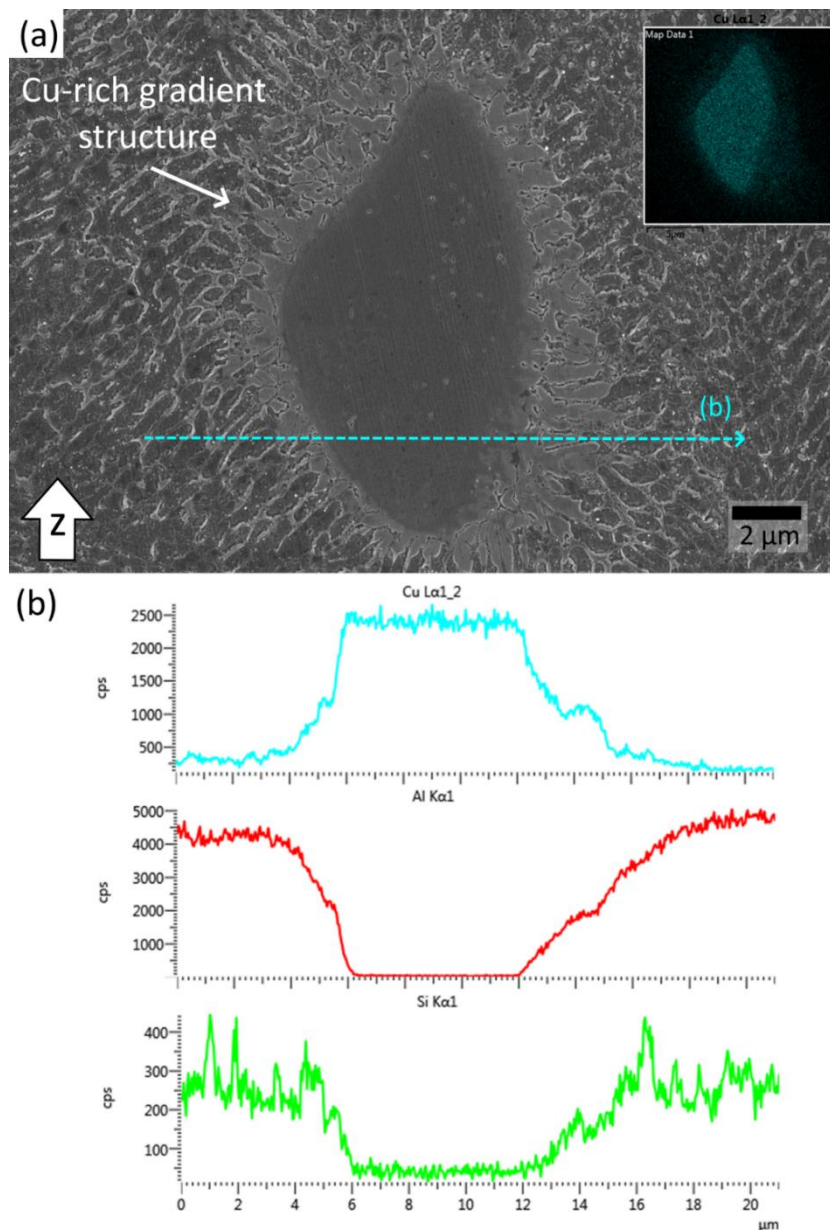 (a)
Cu Lα1_2
Map Data 1
Cu-rich gradient
structure
5µm
(b)
Z
2 µm
(b)
Cu Lα1_2
2500
2000
1500
1000
500
cps
Al Kα1
5000
4000
3000
2000
1000
cps
Si Kα1
400
300
200
100
cps
0 2 4 6 8 10 12 14 16 18 20
µm